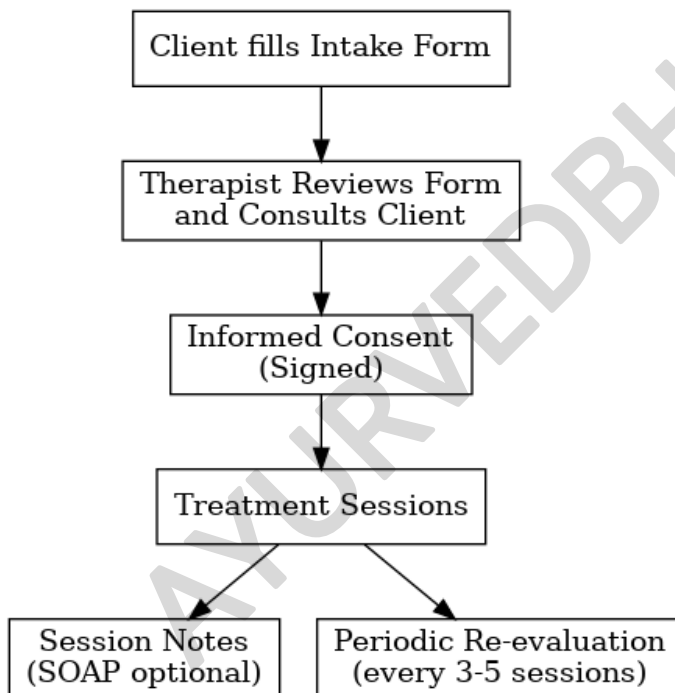 Client fills Intake Form
Therapist Reviews Form
and Consults Client
Informed Consent
(Signed)
Treatment Sessions
Session Notes
(SOAP optional)
Periodic Re-evaluation
(every 3-5 sessions)
AYURVEDBH